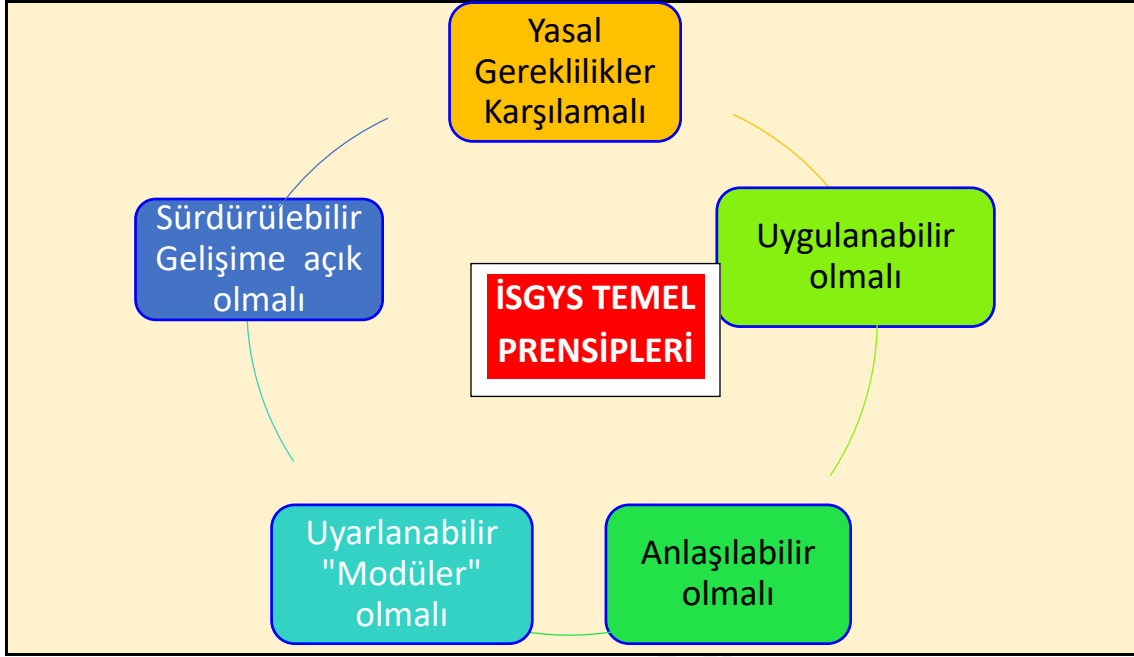 Yasal
Gereklilikler
Karşılamalı
Uygulanabilir
olmalı
Anlaşılabilir
olmalı
Uyarlanabilir
"Modüler"
olmalı
Sürdürülebilir
Gelişime açık
olmalı
İSGYS TEMEL
PRENSİPLERİ